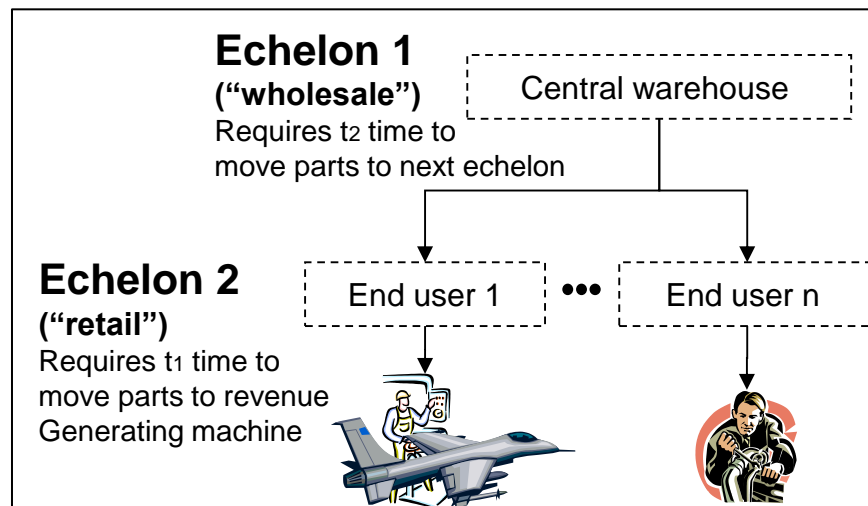 Echelon 1
(“wholesale”)
Requires t2 time to
move parts to next echelon
Central warehouse
Echelon 2
(“retail”)
Requires t1 time to
move parts to revenue
Generating machine
End user 1
•••
End user n